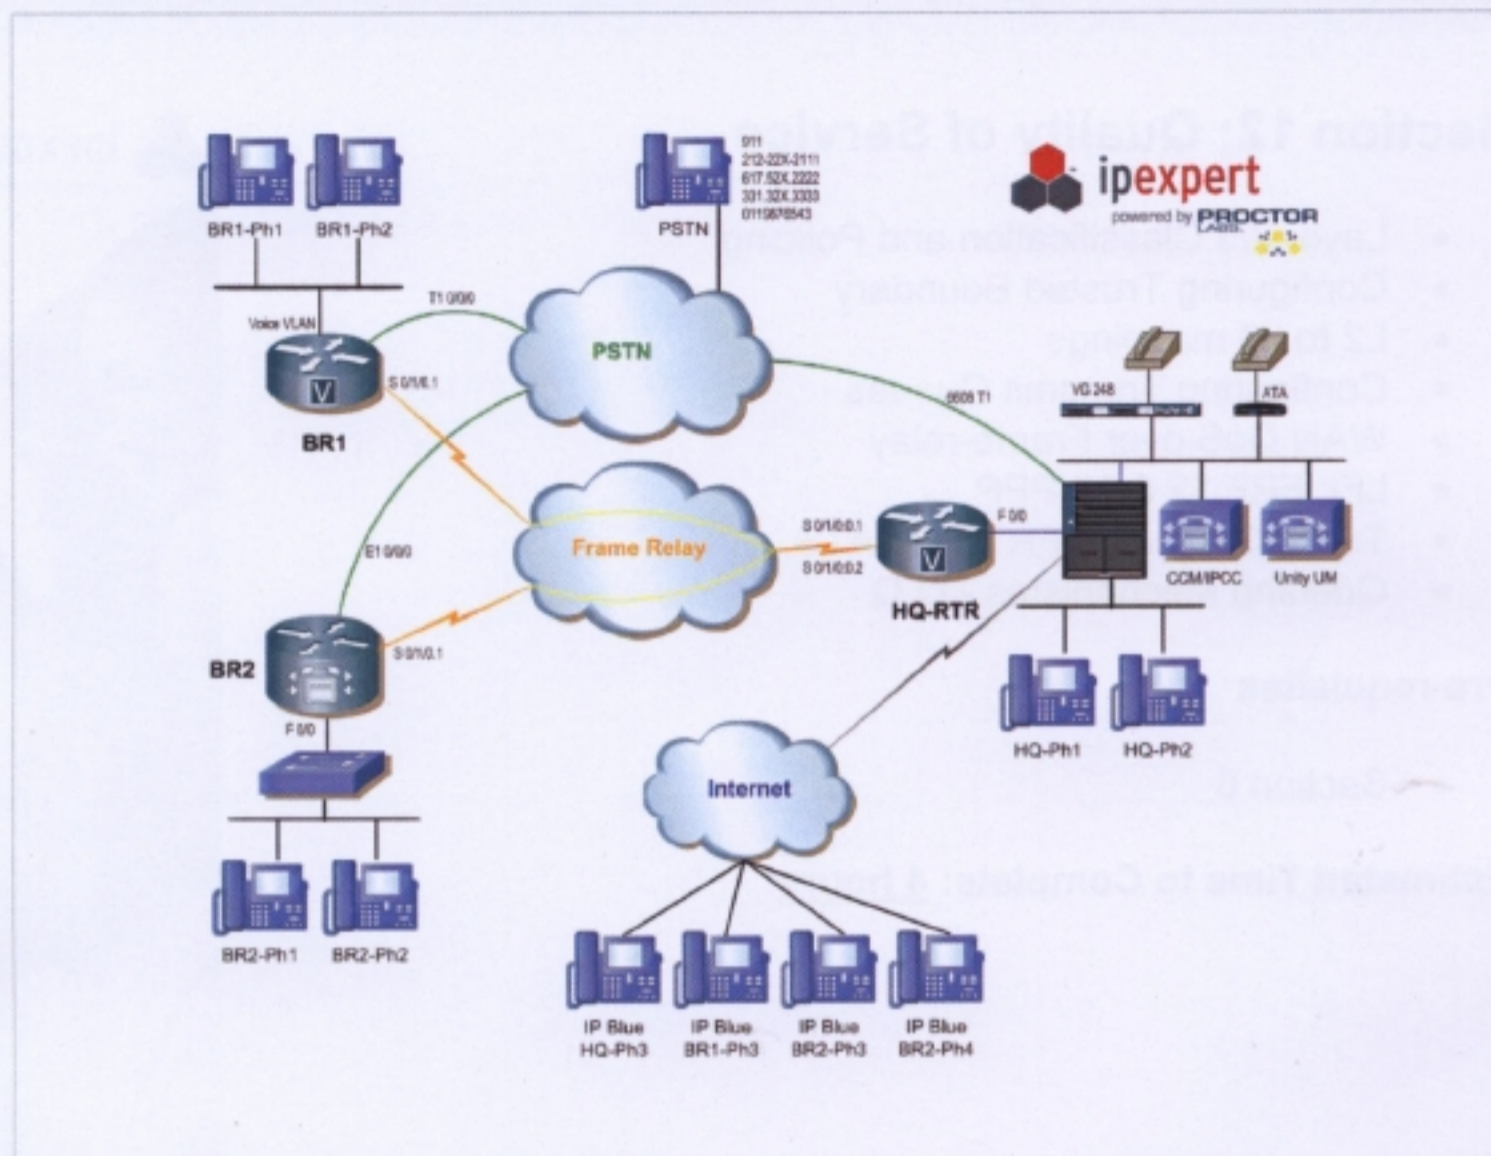 BR1-Ph1
BR1-Ph2
PSTN
911
212-22X-2111
617.52X.2222
331.32X.3333
0119876543
ipexpert
powered by PROCTOR
LABS
Voice VLAN
T1 0/0/0
S 0/1/0.1
BR1
PSTN
6608 T1
VG 248
ATA
E1 0/0/0
Frame Relay
S 0/1/0:0.1
S 0/1/0:0.2
F 0/0
HQ-RTR
CCM/IPCC
Unity UM
BR2
S 0/1/0.1
F 0/0
HQ-Ph1
HQ-Ph2
Internet
BR2-Ph1
BR2-Ph2
IP Blue
HQ-Ph3
IP Blue
BR1-Ph3
IP Blue
BR2-Ph3
IP Blue
BR2-Ph4